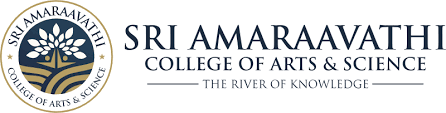 SRI AMARAAVATHI
COLLEGE OF ARTS & SCIENCE
SRI AMARAAVATHI
COLLEGE OF ARTS & SCIENCE
THE RIVER OF KNOWLEDGE